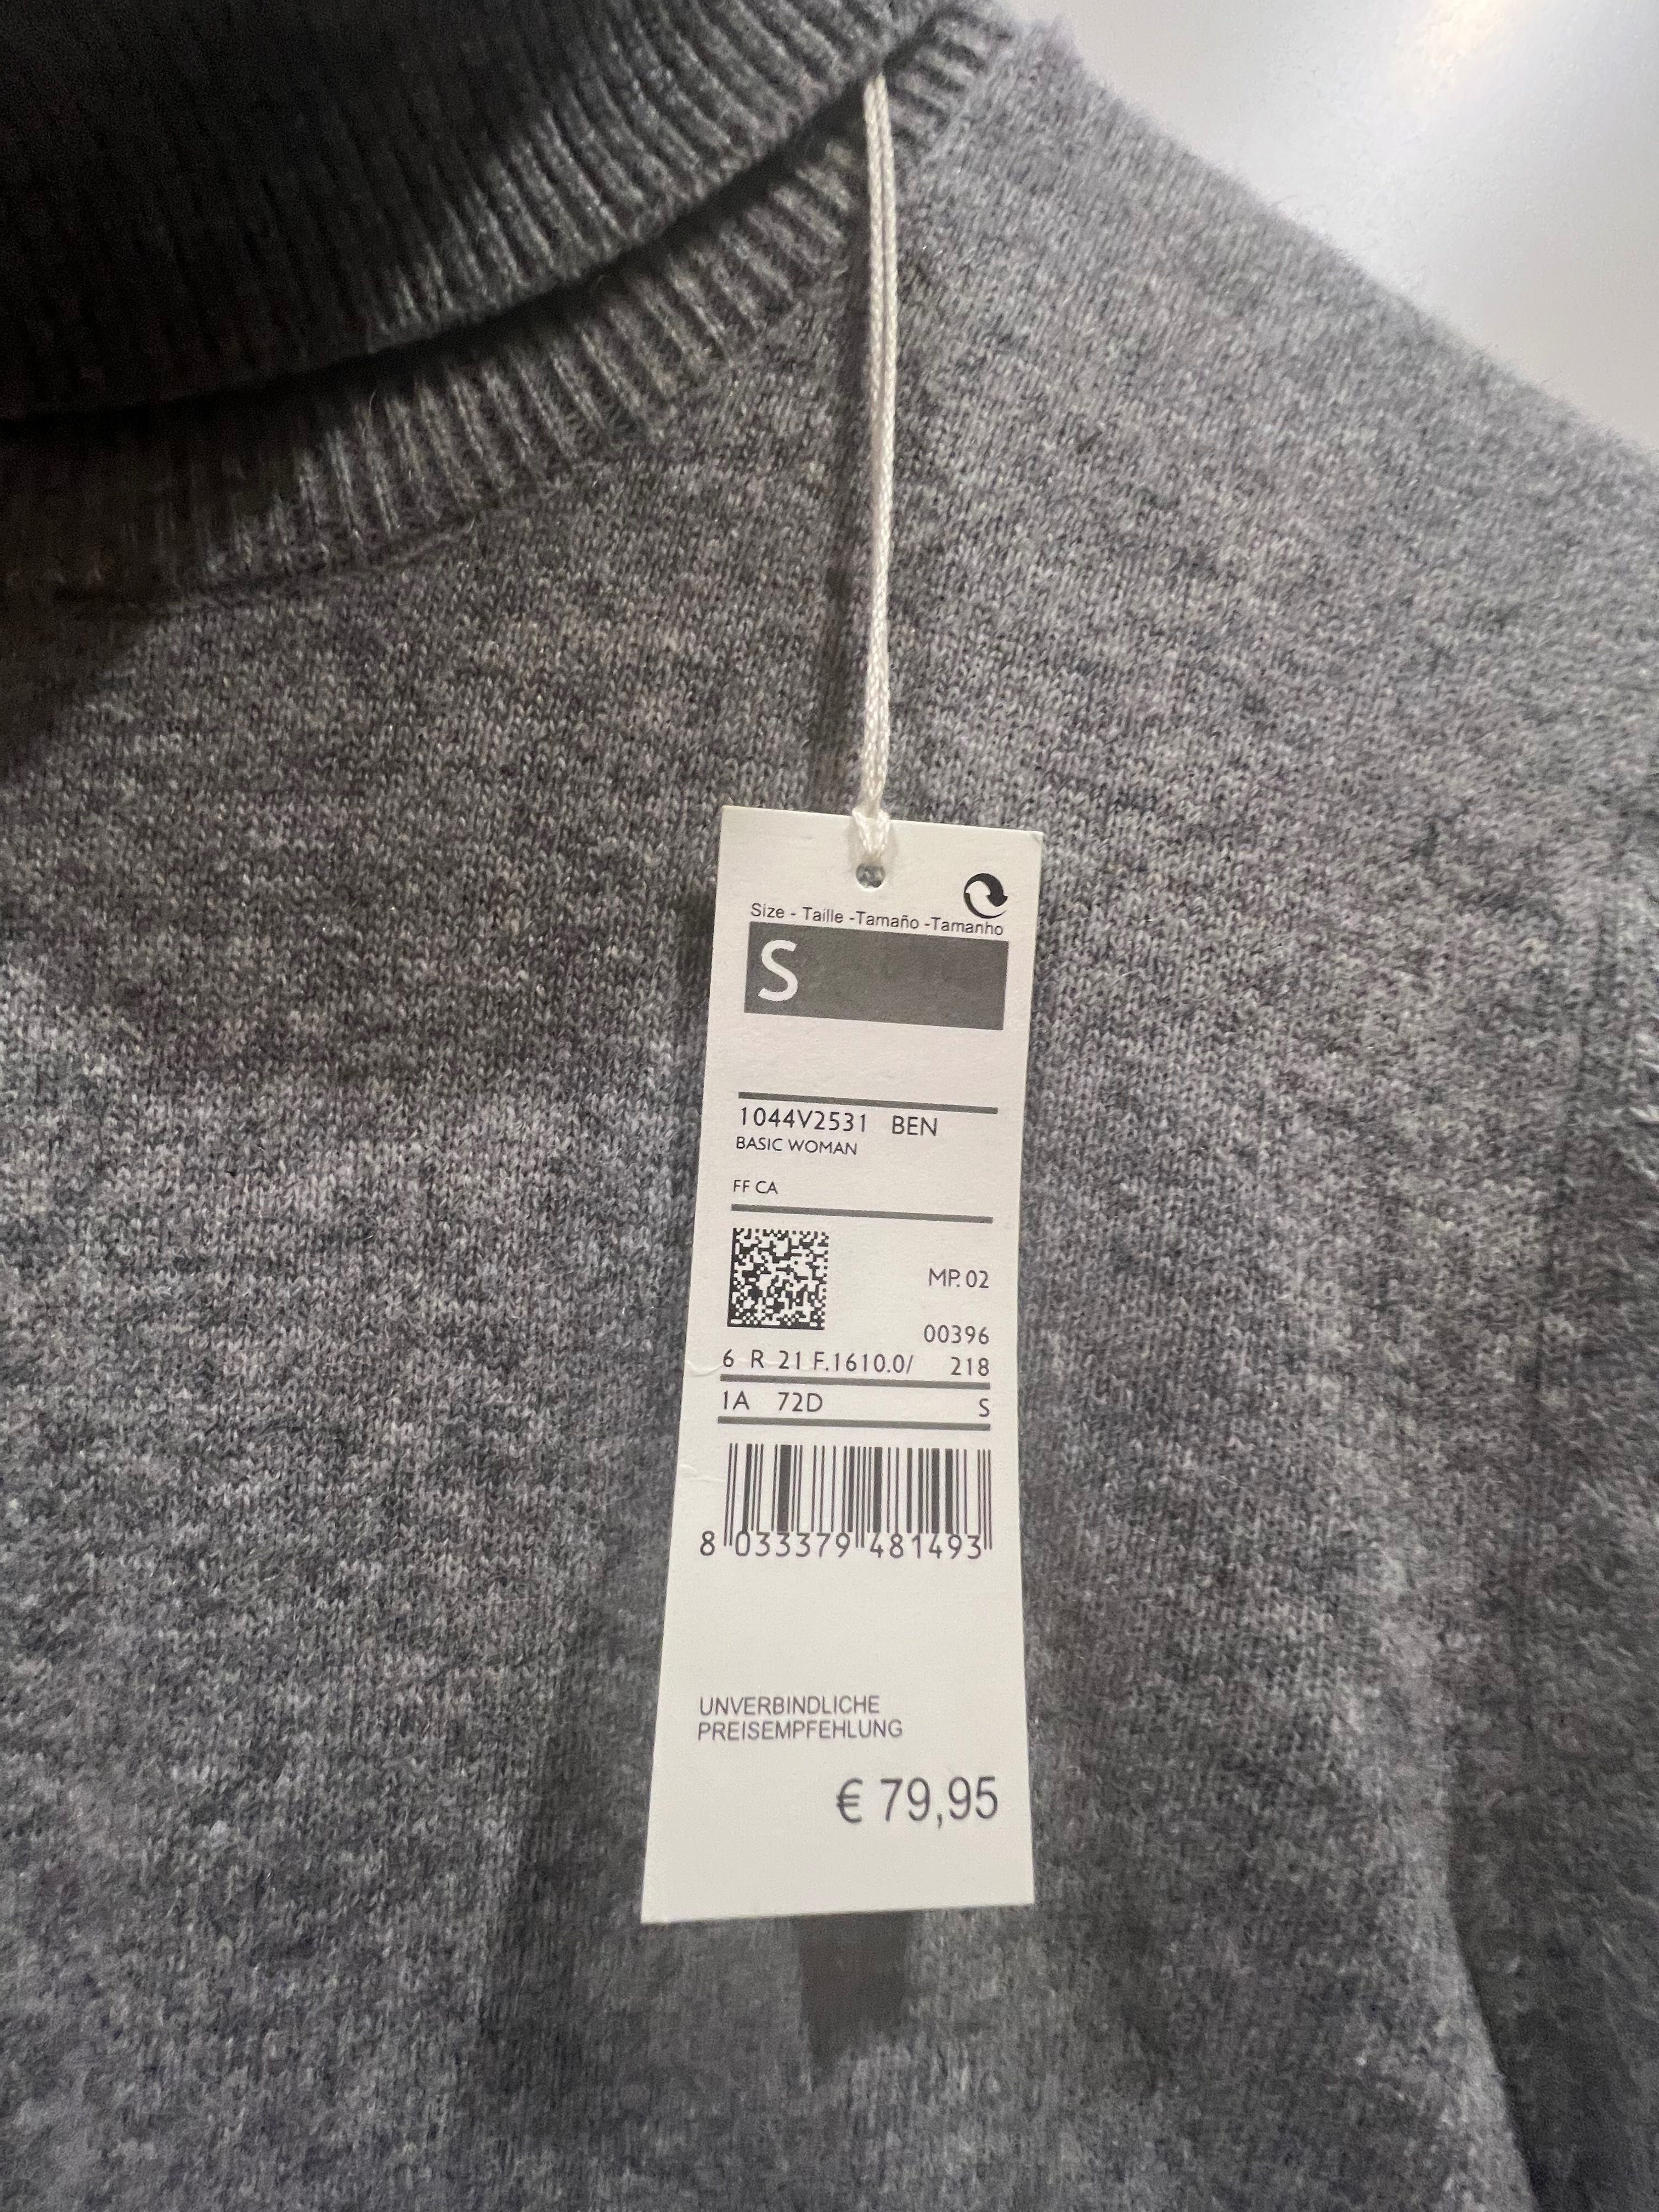 Size - Taille -Tamaño -Tamanho
S
1044V2531 BEN
BASIC WOMAN
FF CA
MP. 02
00396
6 R 21 F.1610.0/ 218
1A 72D S
8 033379 481493
UNVERBINDLICHE
PREISEMPFEHLUNG
€ 79,95